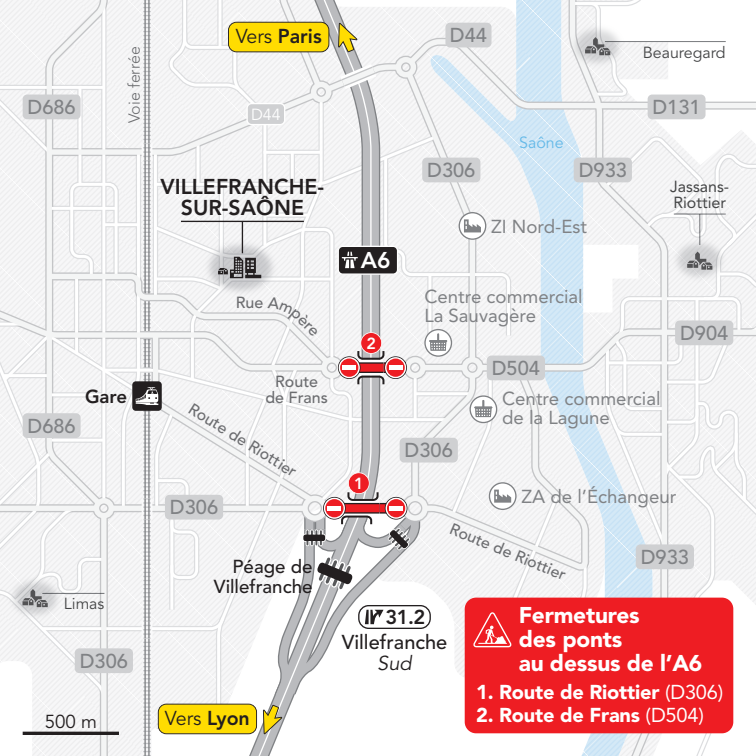 Vers Paris
D44
Beauregard
Voie ferrée
D686
D44
D131
Saône
D306
D933
VILLEFRANCHE-
SUR-SAÔNE
Jassans-
Riottier
ZI Nord-Est
A6
Rue Ampère
Centre commercial
La Sauvagère
D904
2
D504
Route
de Frans
Gare
Centre commercial
de la Lagune
Route de Riottier
D686
D306
1
D306
ZA de l'Échangeur
Route de Riottier
D933
Péage de
Villefranche
Limas
31.2
Villefranche
Sud
D306
Fermetures
des ponts
au dessus de l'A6
1. Route de Riottier (D306)
2. Route de Frans (D504)
500 m
Vers Lyon